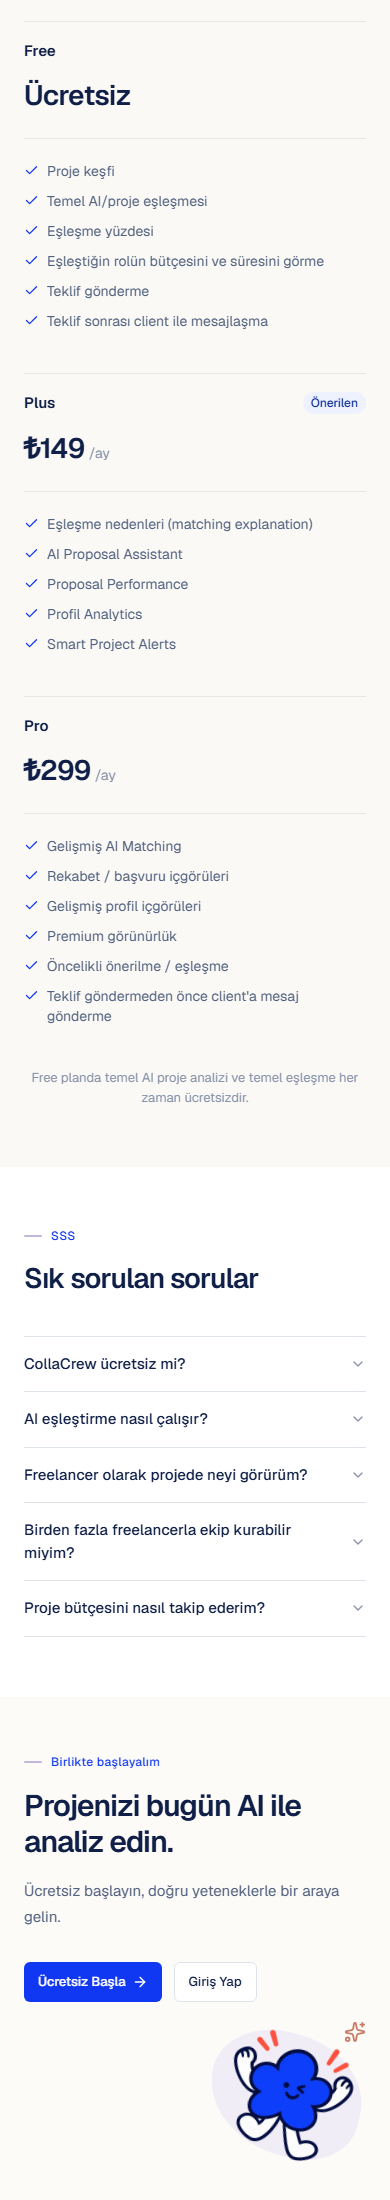 Free
Ücretsiz
Proje keşfi
Temel AI/proje eşleşmesi
Eşleşme yüzdesi
Eşleştiğin rolün bütçesini ve süresini görme
Teklif gönderme
Teklif sonrası client ile mesajlaşma
Plus
Önerilen
₺149 /ay
Eşleşme nedenleri (matching explanation)
AI Proposal Assistant
Proposal Performance
Profil Analytics
Smart Project Alerts
Pro
₺299 /ay
Gelişmiş AI Matching
Rekabet / başvuru içgörüleri
Gelişmiş profil içgörüleri
Premium görünürlük
Öncelikli önerilme / eşleşme
Teklif göndermeden önce client'a mesaj
gönderme
Free planda temel AI proje analizi ve temel eşleşme her
zaman ücretsizdir.
SSS
Sık sorulan sorular
CollaCrew ücretsiz mi?
AI eşleştirme nasıl çalışır?
Freelancer olarak projede neyi görürüm?
Birden fazla freelancerla ekip kurabilir
miyim?
Proje bütçesini nasıl takip ederim?
Birlikte başlayalım
Projenizi bugün AI ile
analiz edin.
Ücretsiz başlayın, doğru yeteneklerle bir araya
gelin.
Ücretsiz Başla
Giriş Yap